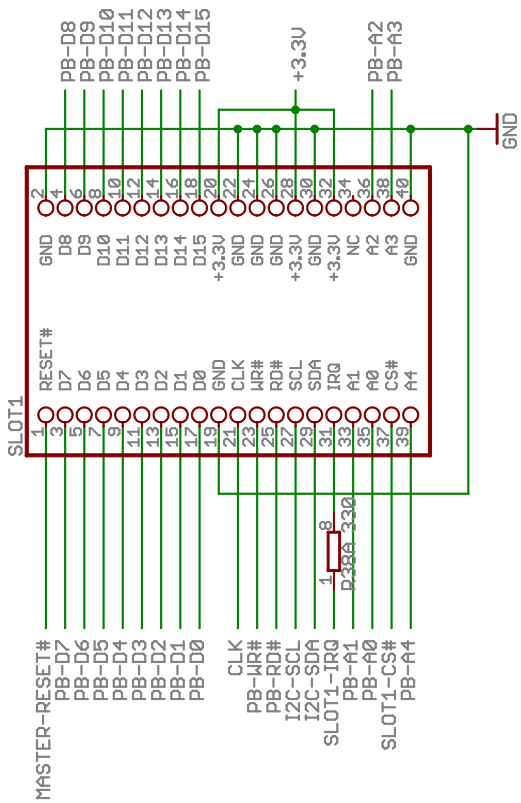 PB-D8
PB-D9
PB-D10
PB-D11
PB-D12
PB-D13
PB-D14
PB-D15
+3.3V
PB-A2
PB-A3
GND
2
4
6
8
10
12
14
16
18
20
22
24
26
28
30
32
34
36
38
40
GND
D8
D9
D10
D11
D12
D13
D14
D15
+3.3V
GND
GND
GND
+3.3V
GND
+3.3V
NC
A2
A3
GND
RESET#
D7
D6
D5
D4
D3
D2
D1
D0
GND
CLK
WR#
RD#
SCL
SDA
IRQ
A1
A0
CS#
A4
SLOT1
1
3
5
7
9
11
13
15
17
19
21
23
25
27
29
31
33
35
37
39
8
1
R38A 330
MASTER-RESET#
PB-D7
PB-D6
PB-D5
PB-D4
PB-D3
PB-D2
PB-D1
PB-D0
CLK
PB-WR#
PB-RD#
I2C-SCL
I2C-SDA
SLOT1-IRQ
PB-A1
PB-A0
SLOT1-CS#
PB-A4